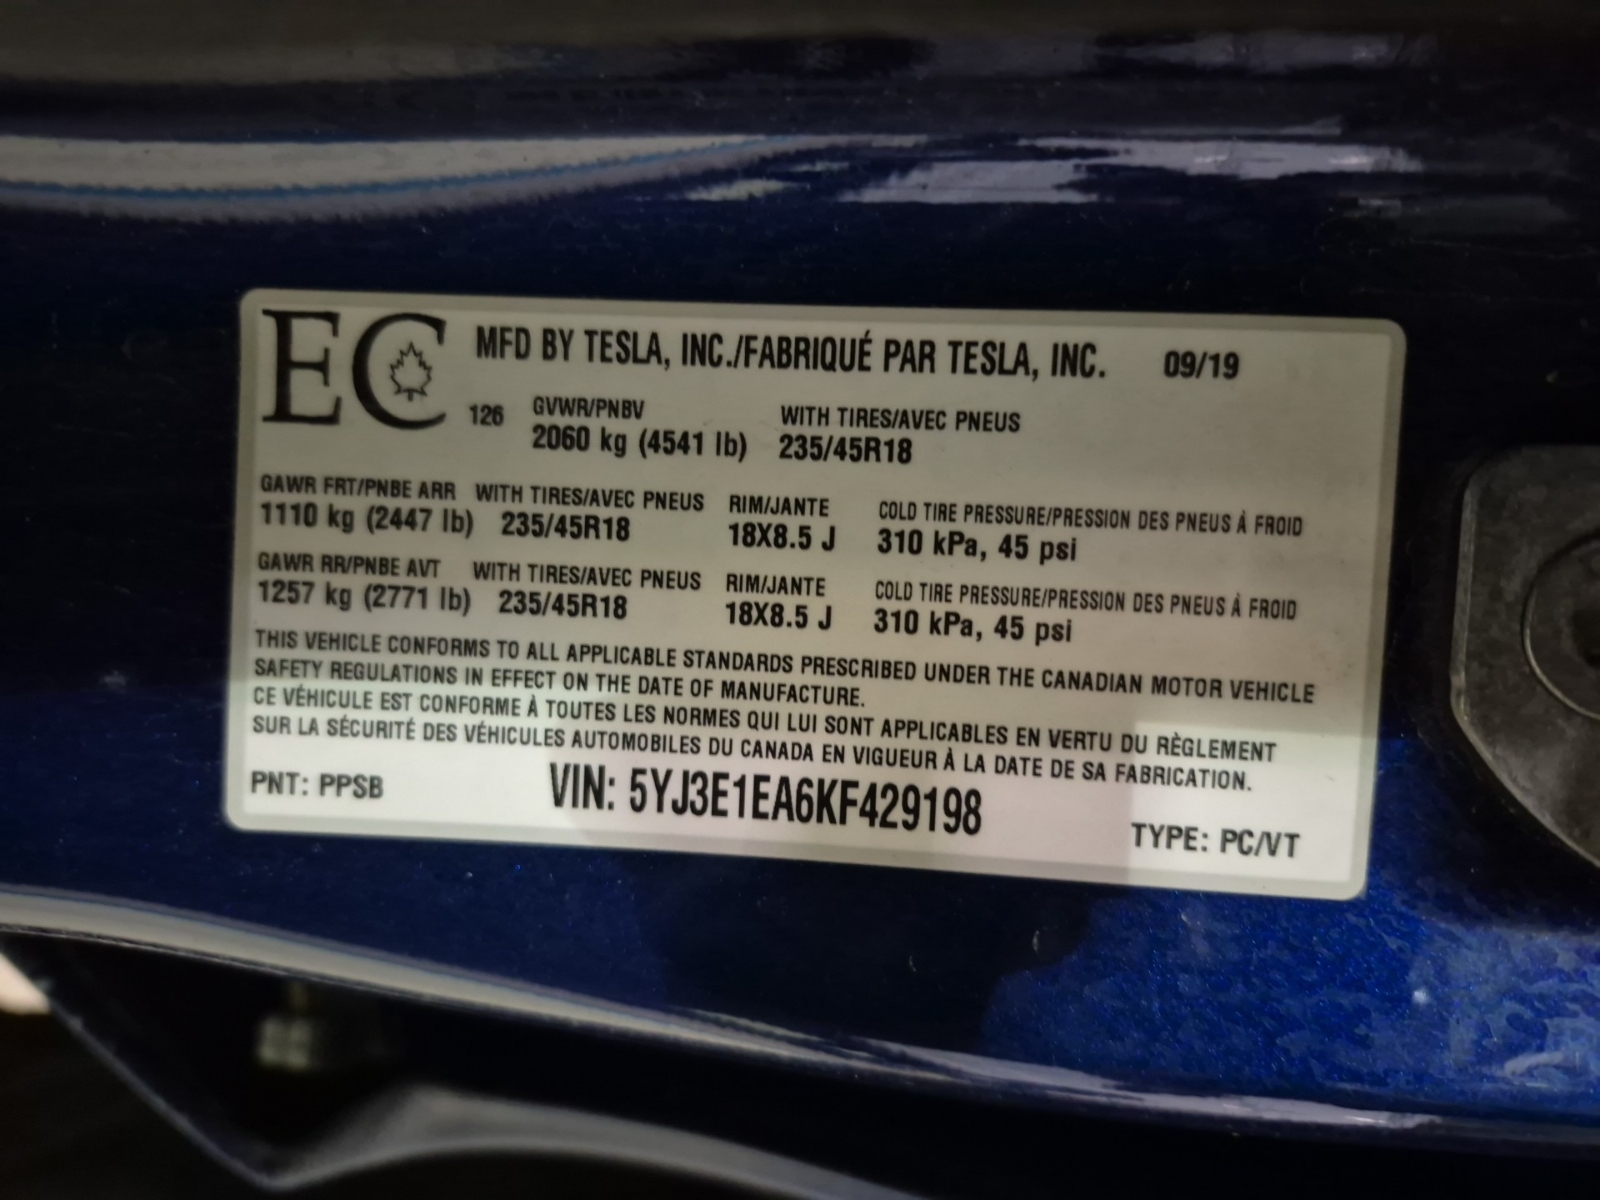 EC MFD BY TESLA, INC./FABRIQUÉ PAR TESLA, INC. 09/19
126 GVWR/PNBV WITH TIRES/AVEC PNEUS
2060 kg (4541 lb) 235/45R18
GAWR FRT/PNBE ARR WITH TIRES/AVEC PNEUS RIM/JANTE COLD TIRE PRESSURE/PRESSION DES PNEUS À FROID
1110 kg (2447 lb) 235/45R18 18X8.5 J 310 kPa, 45 psi
GAWR RR/PNBE AVT WITH TIRES/AVEC PNEUS RIM/JANTE COLD TIRE PRESSURE/PRESSION DES PNEUS À FROID
1257 kg (2771 lb) 235/45R18 18X8.5 J 310 kPa, 45 psi
THIS VEHICLE CONFORMS TO ALL APPLICABLE STANDARDS PRESCRIBED UNDER THE CANADIAN MOTOR VEHICLE
SAFETY REGULATIONS IN EFFECT ON THE DATE OF MANUFACTURE.
CE VÉHICULE EST CONFORME À TOUTES LES NORMES QUI LUI SONT APPLICABLES EN VERTU DU RÈGLEMENT
SUR LA SÉCURITÉ DES VÉHICULES AUTOMOBILES DU CANADA EN VIGUEUR À LA DATE DE SA FABRICATION.
PNT: PPSB VIN: 5YJ3E1EA6KF429198 TYPE: PC/VT